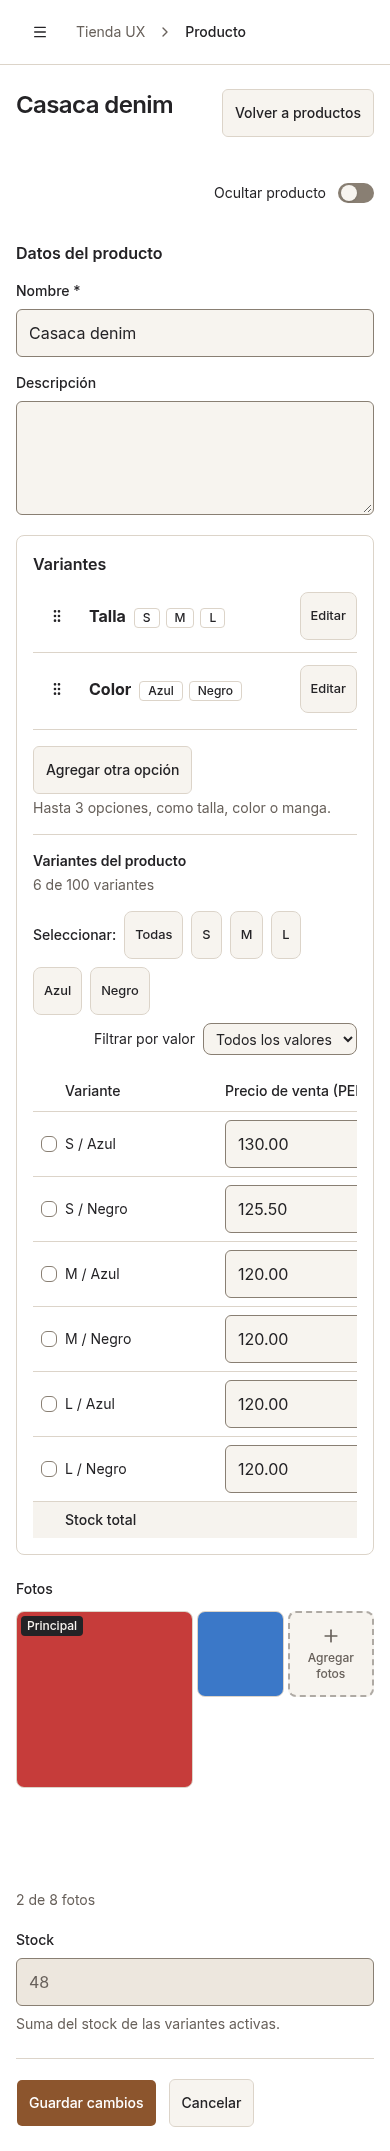 Tienda UX > Producto
Casaca denim
Volver a productos
Ocultar producto
Datos del producto
Nombre *
Casaca denim
Descripción
Variantes
Talla S M L Editar
Color Azul Negro Editar
Agregar otra opción
Hasta 3 opciones, como talla, color o manga.
Variantes del producto
6 de 100 variantes
Seleccionar: Todas S M L
Azul Negro
Filtrar por valor Todos los valores
Variante Precio de venta (PE
S / Azul 130.00
S / Negro 125.50
M / Azul 120.00
M / Negro 120.00
L / Azul 120.00
L / Negro 120.00
Stock total
Fotos
Principal
Agregar
fotos
2 de 8 fotos
Stock
48
Suma del stock de las variantes activas.
Guardar cambios Cancelar